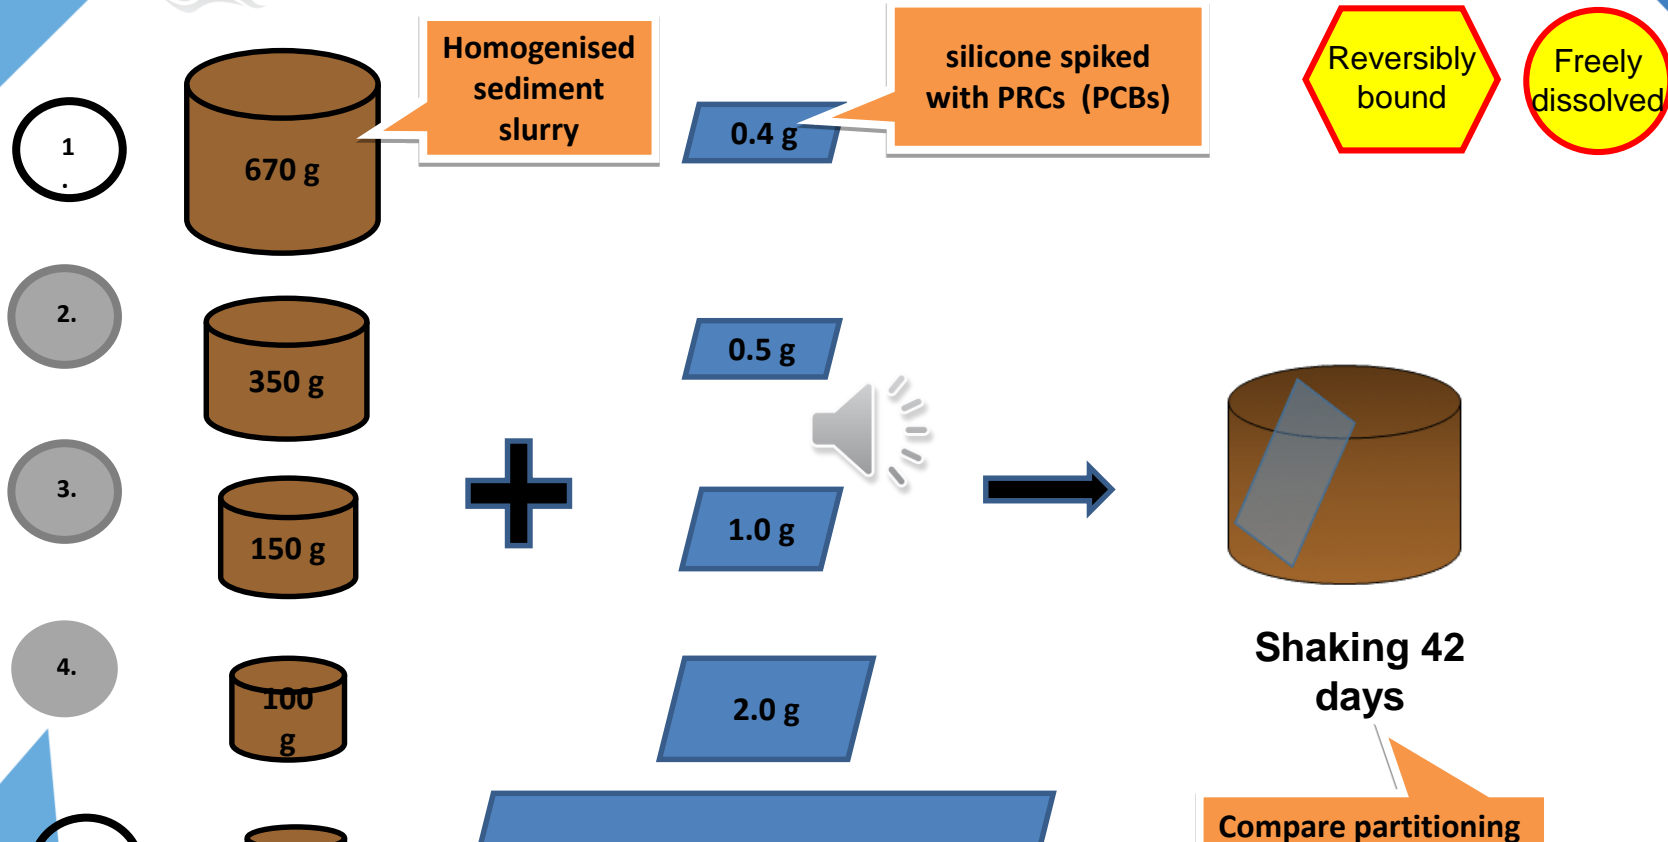 Homogenised
sediment
slurry
silicone spiked
with PRCs (PCBs)
Reversibly
bound
Freely
dissolved
1
.
670 g
0.4 g
2.
350 g
0.5 g
3.
150 g
1.0 g
4.
100
g
2.0 g
Shaking 42
days
Compare partitioning